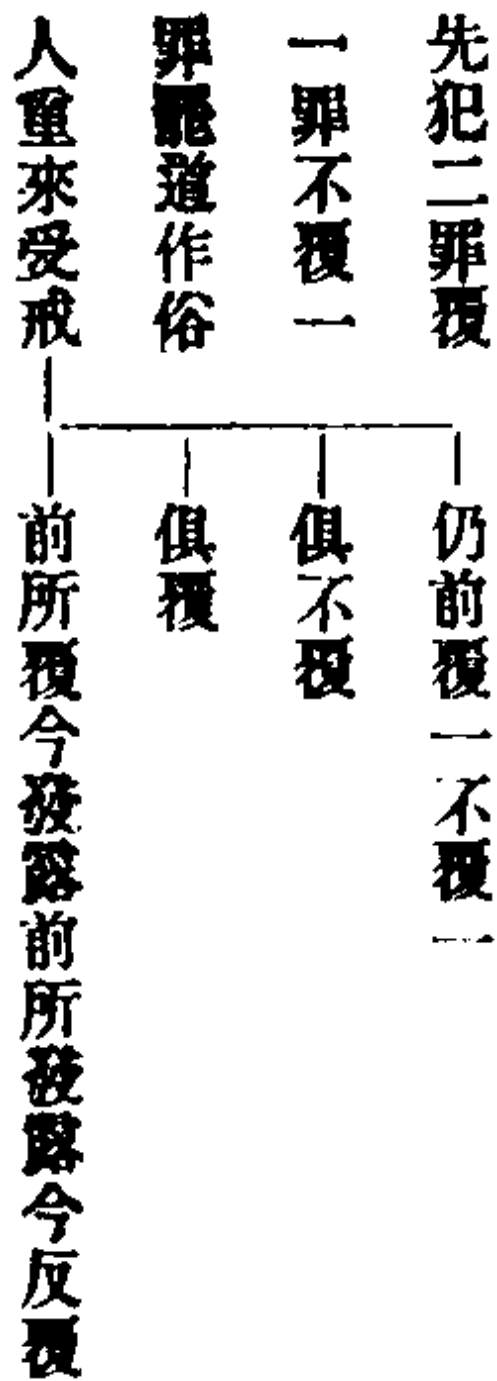 先犯二罪覆
一罪不覆一
罪罷道作俗
人重來受戒
仍前覆一不覆一
俱不覆
俱覆
前所覆今發露前所發露今反覆